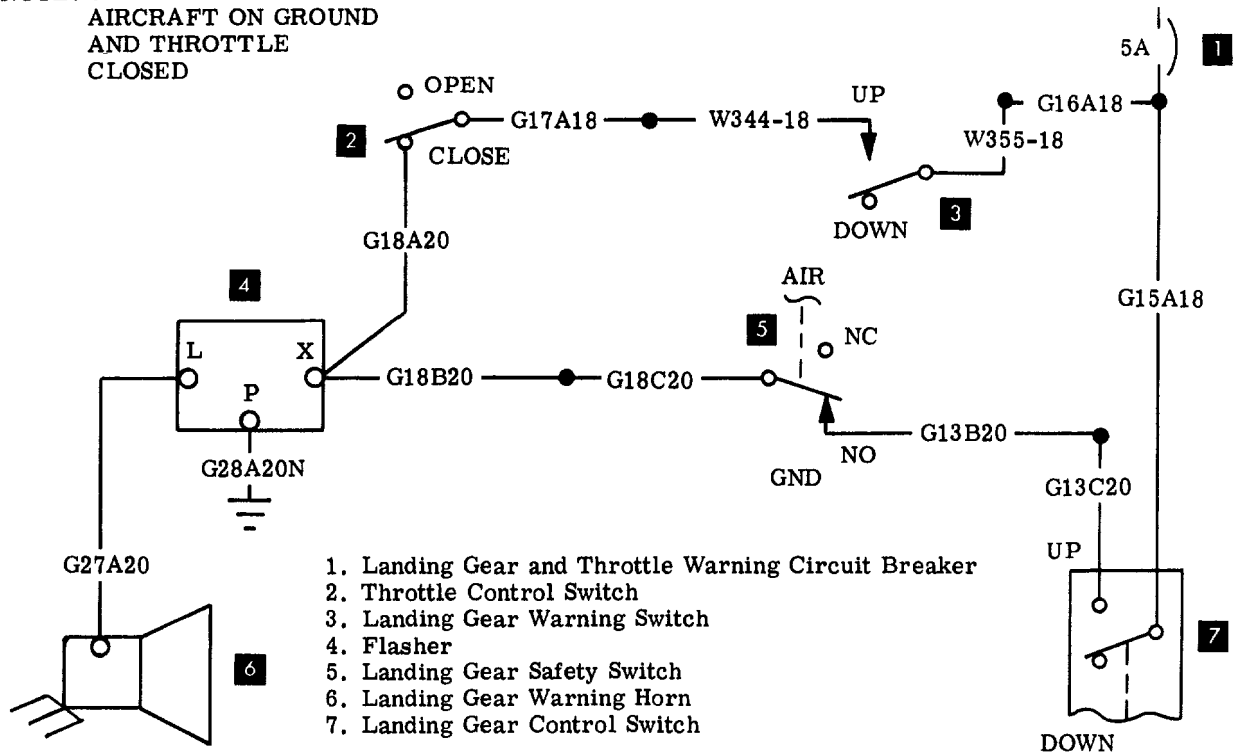 AIRCRAFT ON GROUND
AND THROTTLE
CLOSED
5A
1
OPEN
UP
G16A18
G17A18
W344-18
W355-18
2
CLOSE
DOWN
3
G18A20
4
AIR
G15A18
L
X
5
NC
P
G18B20
G18C20
G13B20
NO
G28A20N
GND
G13C20
G27A20
UP
1. Landing Gear and Throttle Warning Circuit Breaker
2. Throttle Control Switch
3. Landing Gear Warning Switch
4. Flasher
5. Landing Gear Safety Switch
6. Landing Gear Warning Horn
7. Landing Gear Control Switch
6
7
DOWN